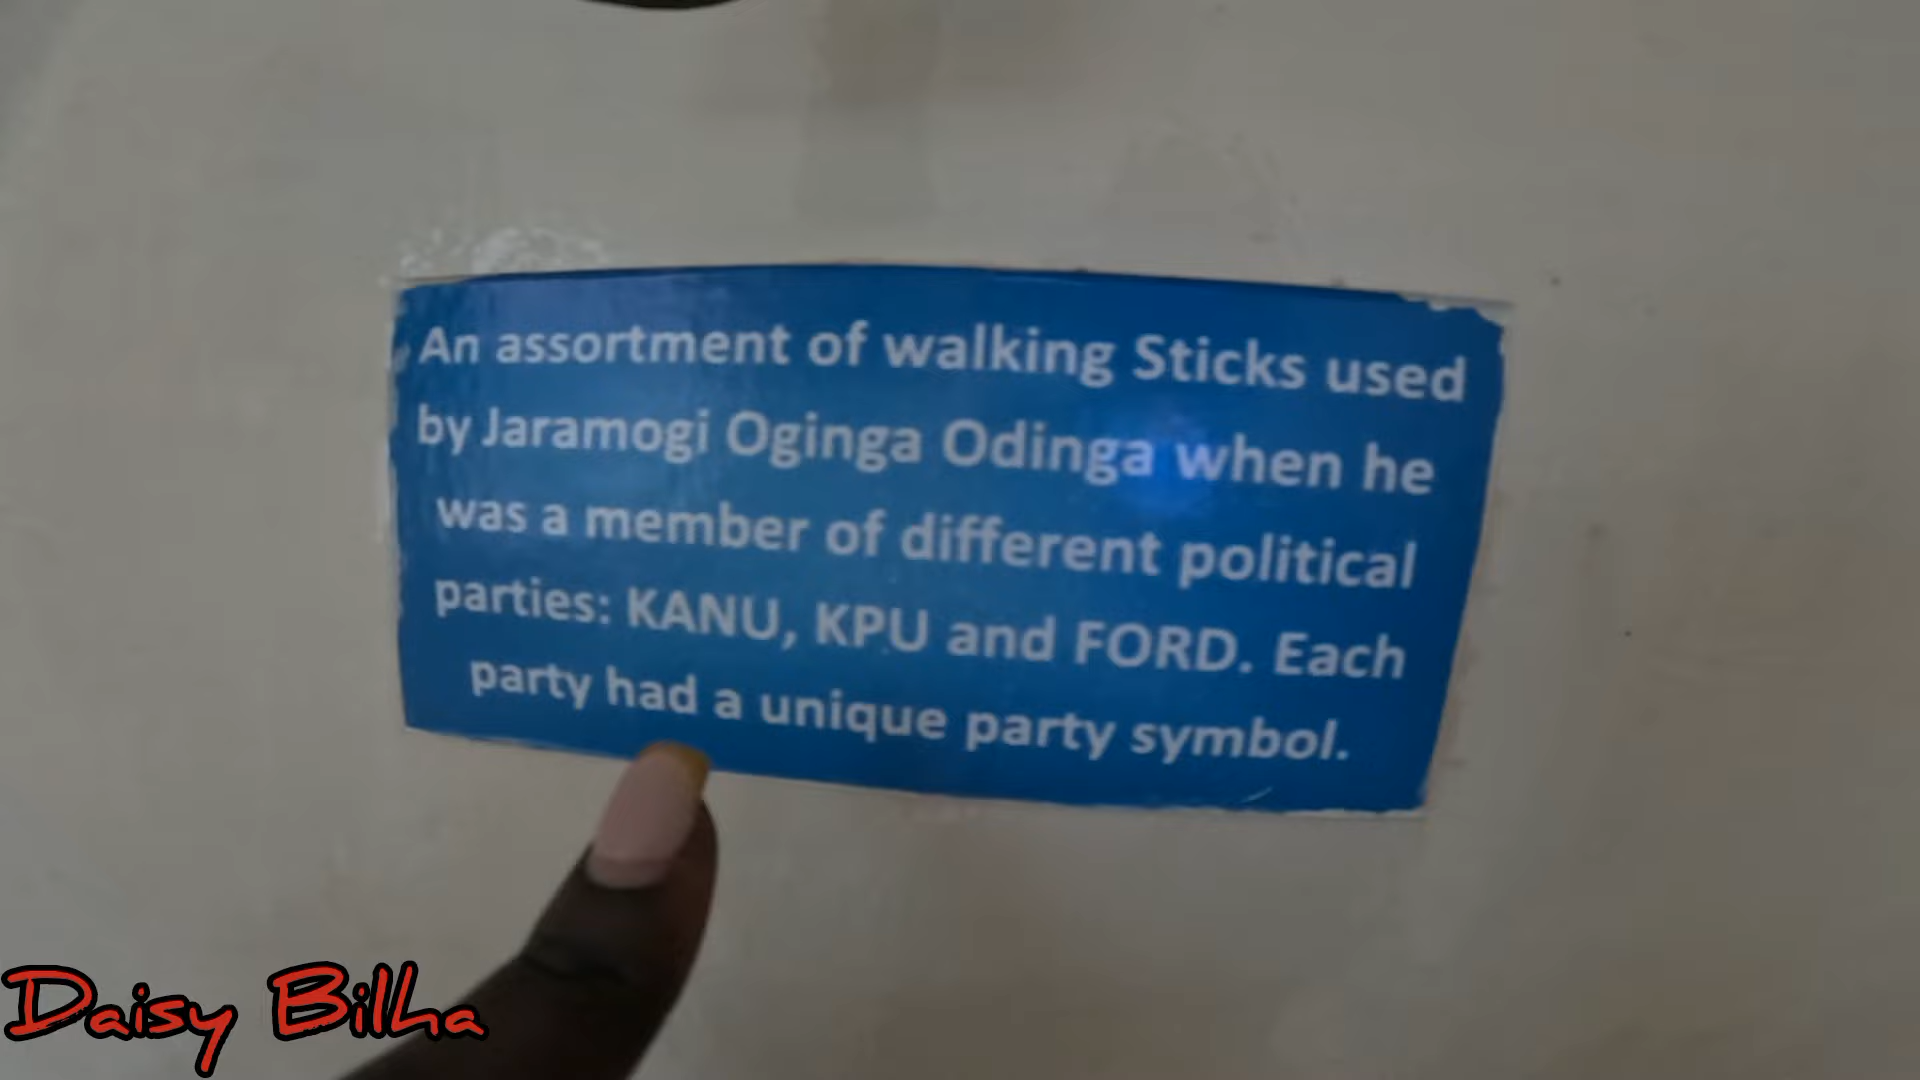 An assortment of walking Sticks used
by Jaramogi Oginga Odinga when he
was a member of different political
parties: KANU, KPU and FORD. Each
party had a unique party symbol.
Daisy Bilha